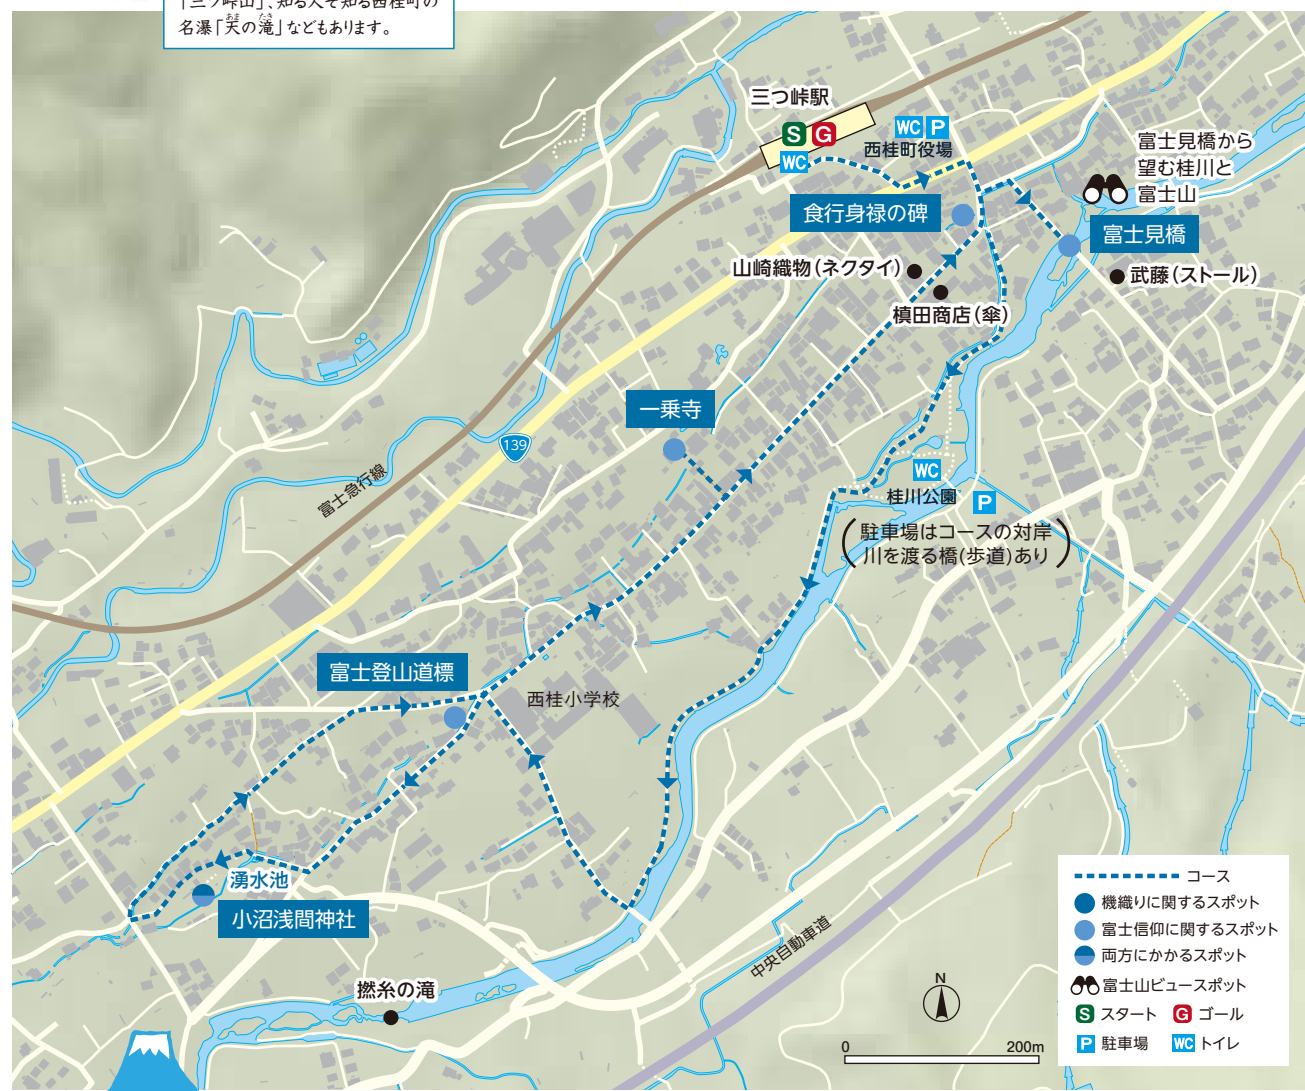 「三ツ峠山」、知る人ぞ知る西桂町の
名瀑「天の滝」などもあります。
あま
たき
三つ峠駅
S G
WC
WC P
西桂町役場
富士見橋から
望む桂川と
富士山
食行身禄の碑
富士見橋
山崎織物(ネクタイ)
武藤(ストール)
槙田商店(傘)
一乗寺
139
富士急行線
WC
桂川公園
P
駐車場はコースの対岸
川を渡る橋(歩道)あり
富士登山道標
西桂小学校
湧水池
小沼浅間神社
撚糸の滝
中央自動車道
コース
機織りに関するスポット
富士信仰に関するスポット
両方にかかるスポット
富士山ビュースポット
S スタート G ゴール
P 駐車場 WC トイレ
N
0 200m